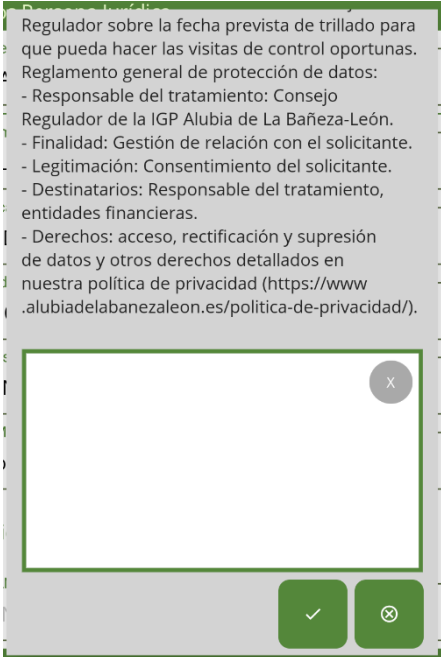 Regulador sobre la fecha prevista de trillado para
que pueda hacer las visitas de control oportunas.
Reglamento general de protección de datos:
- Responsable del tratamiento: Consejo
Regulador de la IGP Alubia de La Bañeza-León.
- Finalidad: Gestión de relación con el solicitante.
- Legitimación: Consentimiento del solicitante.
- Destinatarios: Responsable del tratamiento,
entidades financieras.
- Derechos: acceso, rectificación y supresión
de datos y otros derechos detallados en
nuestra política de privacidad (https://www
.alubiadelabanezaleon.es/politica-de-privacidad/).
X